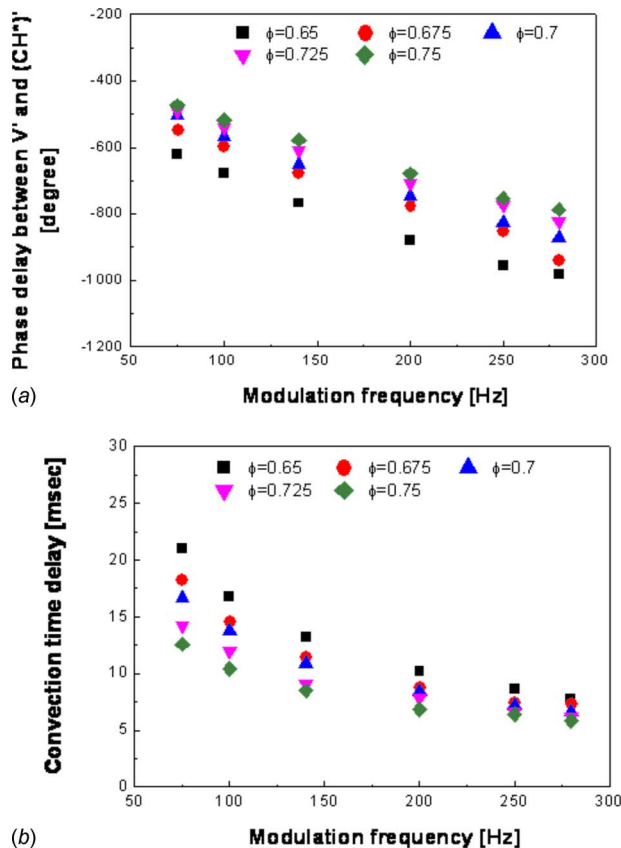 -200
-400
-600
-800
-1000
-1200
Phase delay between V' and (CH*)'
[degree]
ϕ=0.65 ϕ=0.675 ϕ=0.7
ϕ=0.725 ϕ=0.75
50 100 150 200 250 300
(a) Modulation frequency [Hz]
30
25
20
15
10
5
0
Convection time delay [msec]
ϕ=0.65 ϕ=0.675 ϕ=0.7
ϕ=0.725 ϕ=0.75
50 100 150 200 250 300
(b) Modulation frequency [Hz]